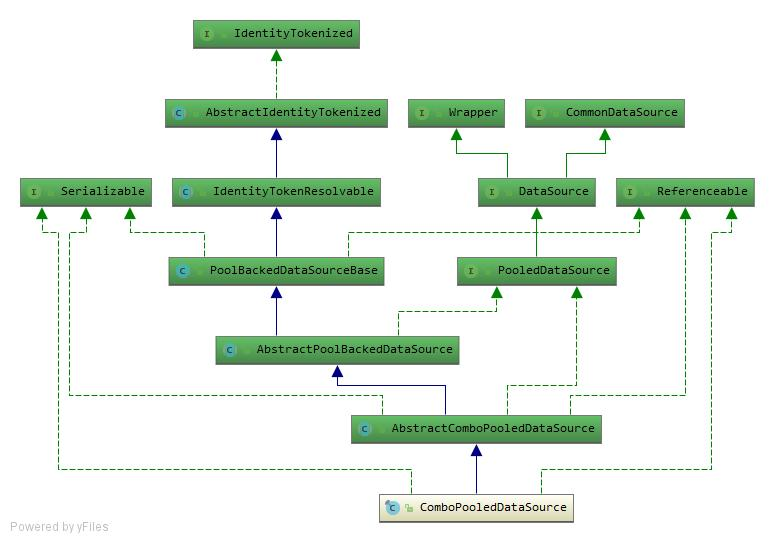 I IdentityTokenized
C AbstractIdentityTokenized
I Wrapper
I CommonDataSource
I Serializable
C IdentityTokenResolvable
I DataSource
I Referenceable
C PoolBackedDataSourceBase
I PooledDataSource
C AbstractPoolBackedDataSource
C AbstractComboPooledDataSource
C ComboPooledDataSource
Powered by yFiles